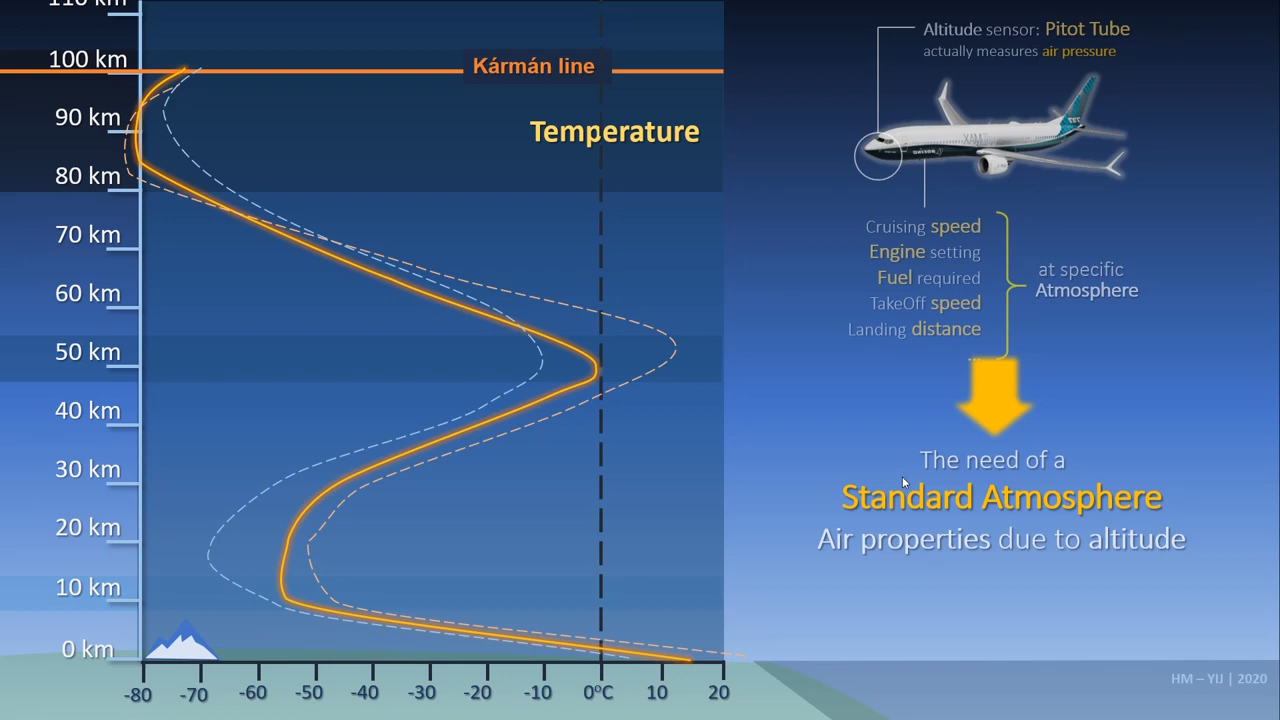 110 km
100 km
Kármán line
90 km
Temperature
80 km
70 km
60 km
50 km
40 km
30 km
20 km
10 km
0 km
-80 -70 -60 -50 -40 -30 -20 -10 0°C 10 20
Altitude sensor: Pitot Tube
actually measures air pressure
Cruising speed
Engine setting
Fuel required
TakeOff speed
Landing distance
at specific
Atmosphere
The need of a
Standard Atmosphere
Air properties due to altitude
HM – YIJ | 2020